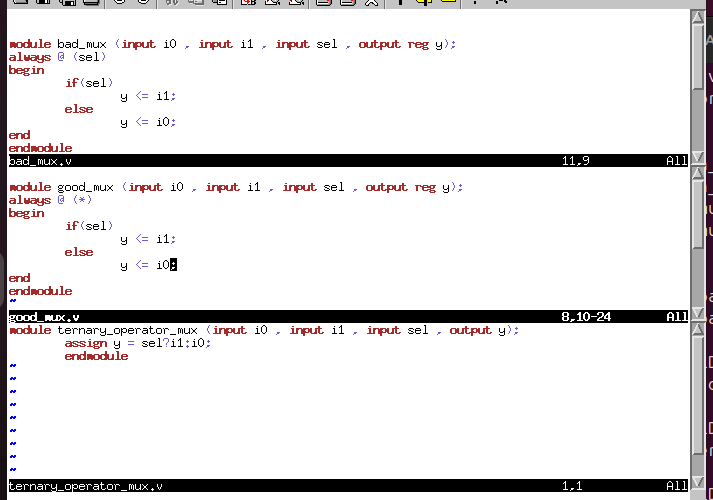 module bad_mux (input i0 , input i1 , input sel , output reg y);
always @ (sel)
begin
if(sel)
y <= i1;
else
y <= i0;
end
endmodule
bad_mux.v 11,9 All
module good_mux (input i0 , input i1 , input sel , output reg y);
always @ (*)
begin
if(sel)
y <= i1;
else
y <= i0;
end
endmodule
~
good_mux.v 8,10-24 All
module ternary_operator_mux (input i0 , input i1 , input sel , output y);
assign y = sel?i1:i0;
endmodule
~
~
~
~
~
~
~
~
~
ternary_operator_mux.v 1,1 All